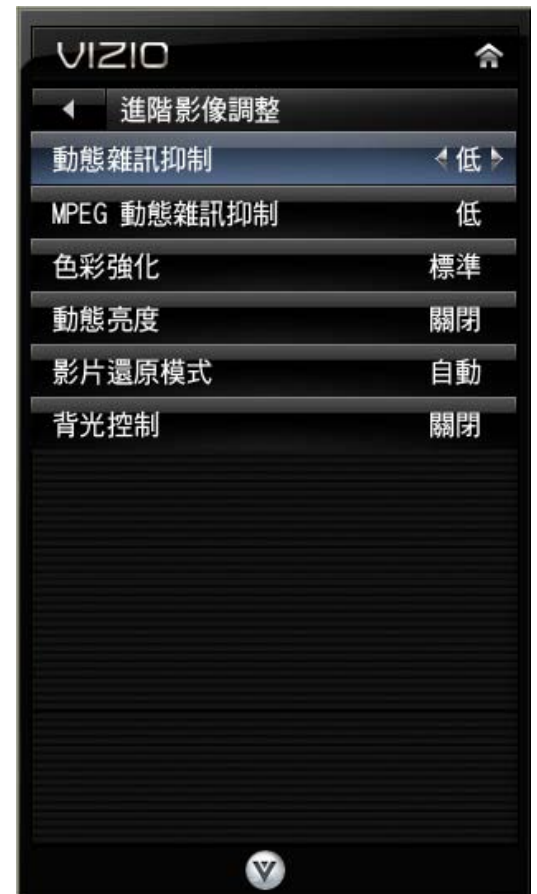 VIZIO
進階影像調整
動態雜訊抑制 低
MPEG 動態雜訊抑制 低
色彩強化 標準
動態亮度 關閉
影片還原模式 自動
背光控制 關閉
V